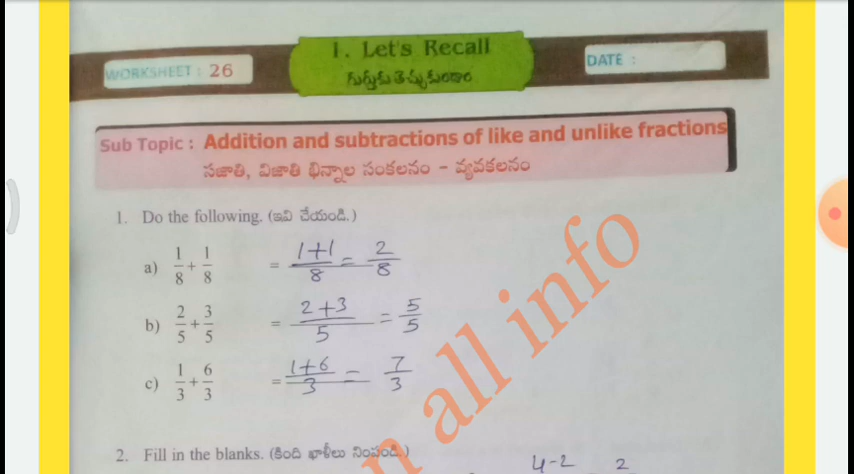 1. Let's Recall
గుర్తుకు తెచ్చుకుందాం
WORKSHEET : 26
DATE :
Sub Topic : Addition and subtractions of like and unlike fractions
సజాతి, విజాతి భిన్నాల సంకలనం - వ్యవకలనం
1. Do the following. (ఇవి చేయండి.)
a) 1/8 + 1/8 = 1+1/8 = 2/8
b) 2/5 + 3/5 = 2+3/5 = 5/5
c) 1/3 + 6/3 = 1+6/3 = 7/3
2. Fill in the blanks. (కింది ఖాళీలు నింపండి.)
4-2 2
n all info